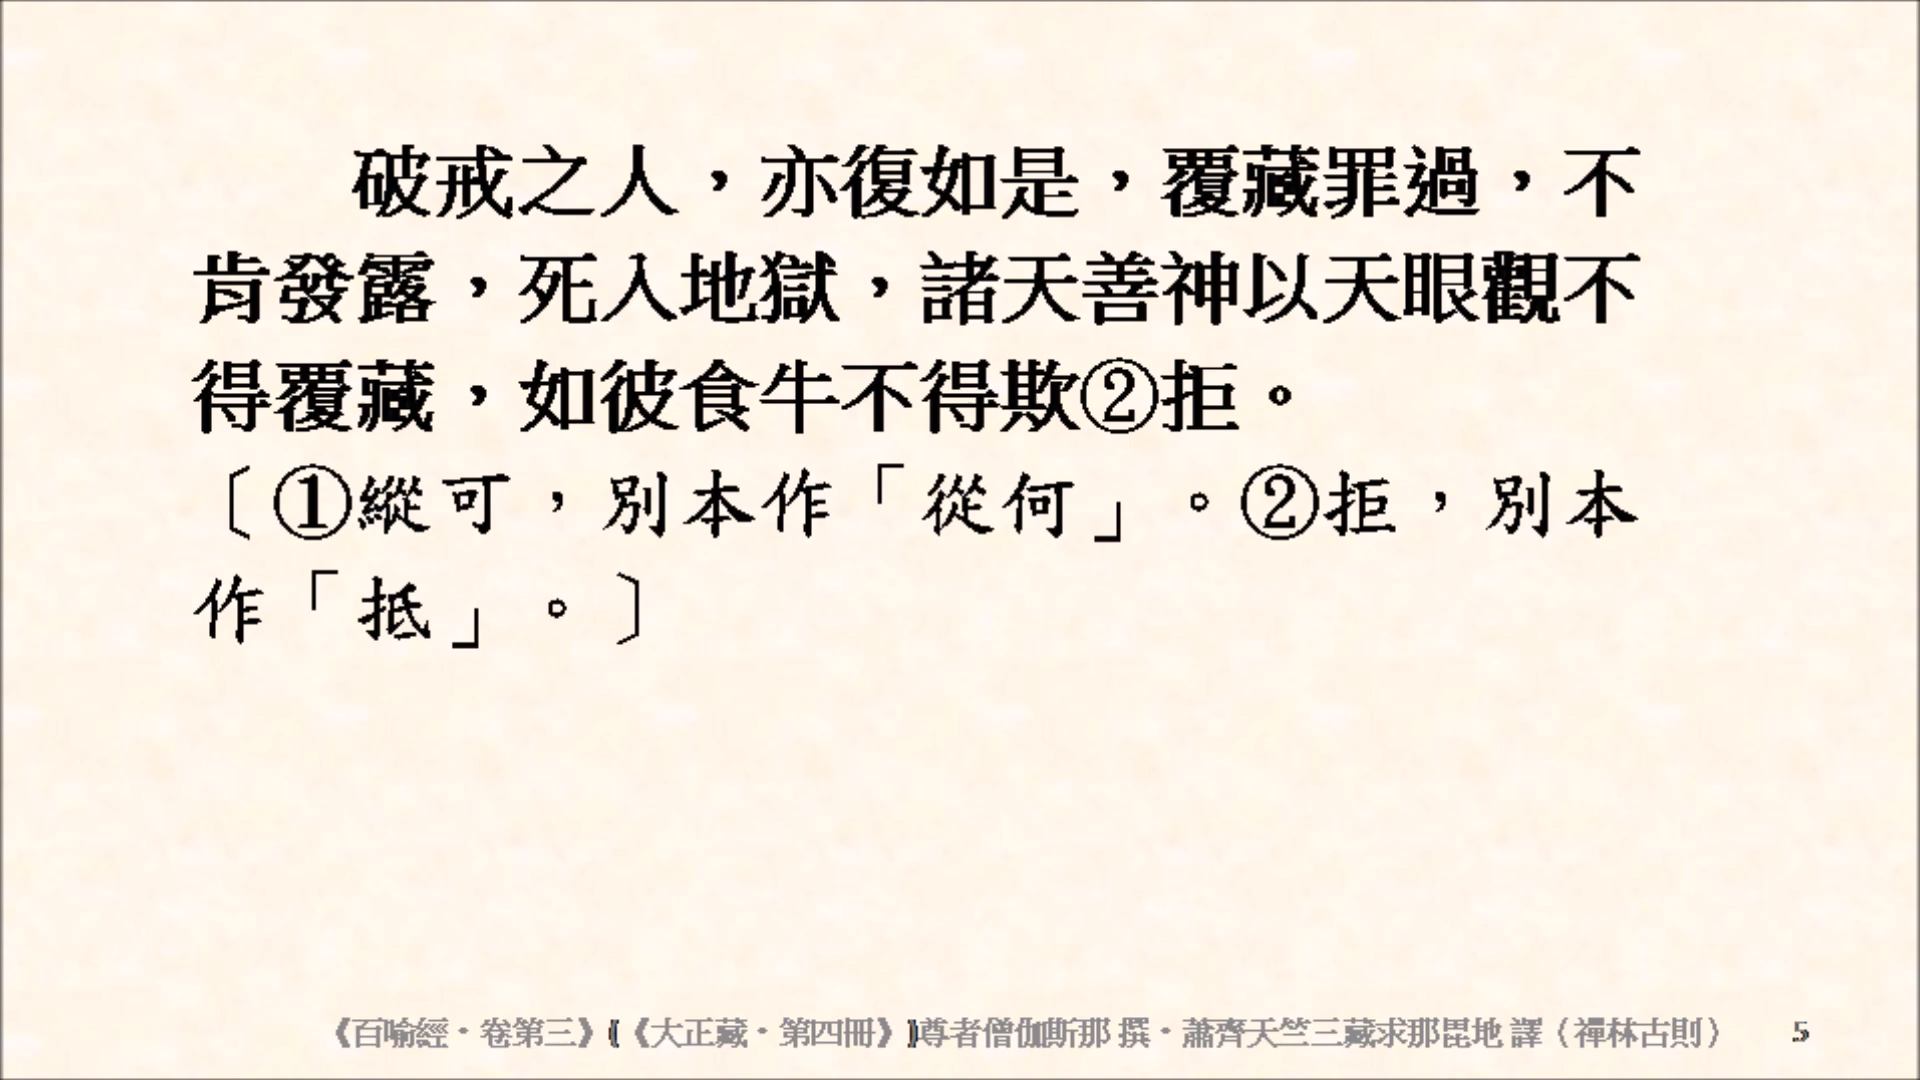 破戒之人，亦復如是，覆藏罪過，不
肯發露，死入地獄，諸天善神以天眼觀不
得覆藏，如彼食牛不得欺②拒。
〔①縱可，別本作「從何」。②拒，別本
作「抵」。〕
《百喻經·卷第三》(《大正藏·第四冊》)尊者僧伽斯那 撰·蕭齊天竺三藏求那毘地 譯（禪林古則） 5